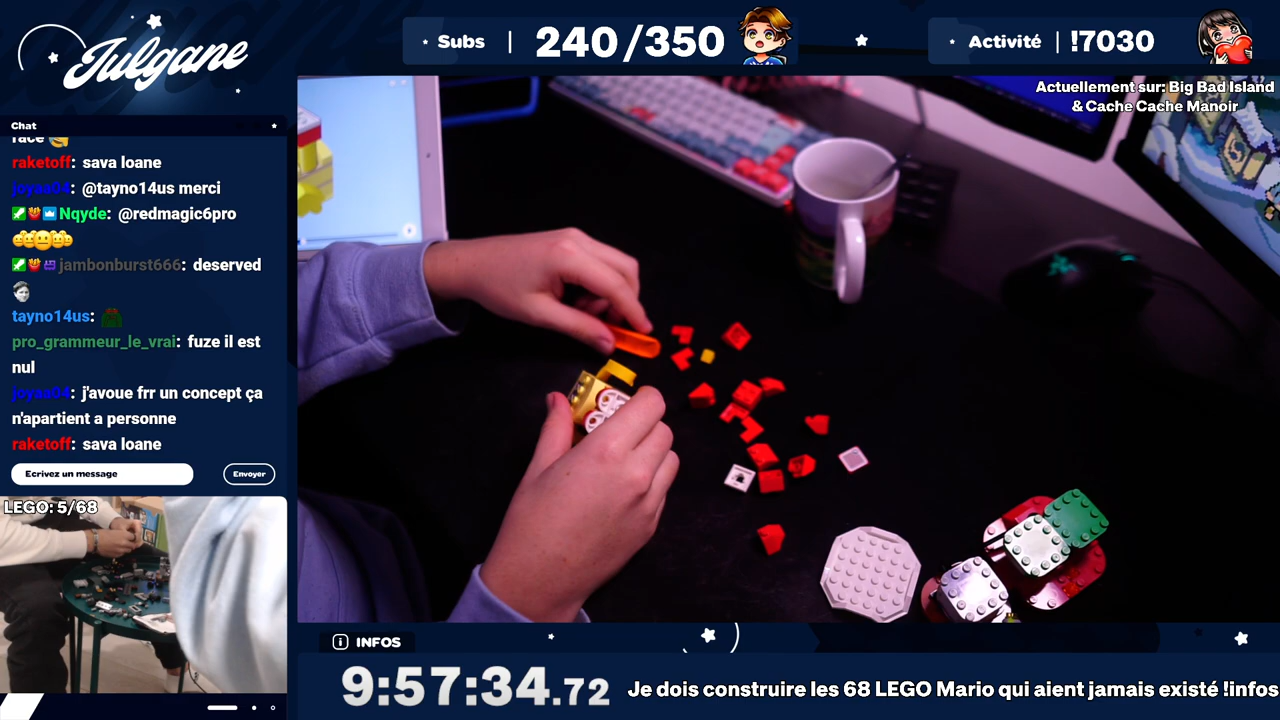 Julgane
Subs | 240/350
Activité | !7030
Actuellement sur: Big Bad Island
& Cache Cache Manoir
Chat
race
raketoff: sava loane
joyaa04: @tayno14us merci
Nqyde: @redmagic6pro
jambonburst666: deserved
tayno14us:
pro_grammeur_le_vrai: fuze il est
nul
joyaa04: j'avoue frr un concept ça
n'apartient a personne
raketoff: sava loane
Ecrivez un message
Envoyer
LEGO: 5/68
INFOS
9:57:34.72
Je dois construire les 68 LEGO Mario qui aient jamais existé !infos